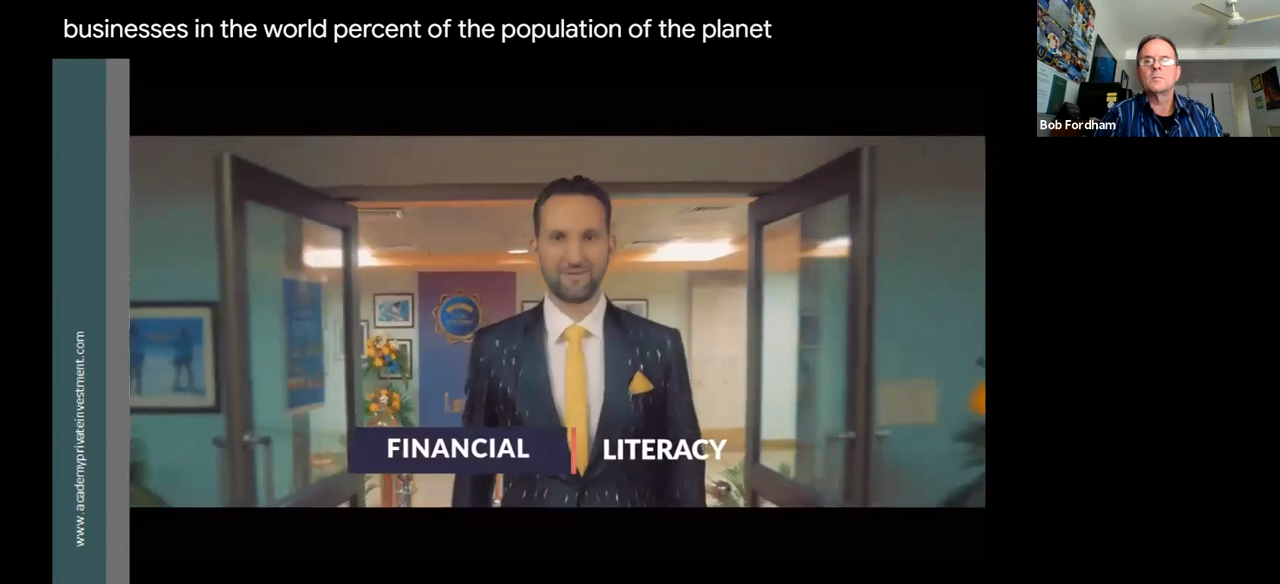 businesses in the world percent of the population of the planet
Bob Fordham
FINANCIAL LITERACY
www.academyprivateinvestment.com